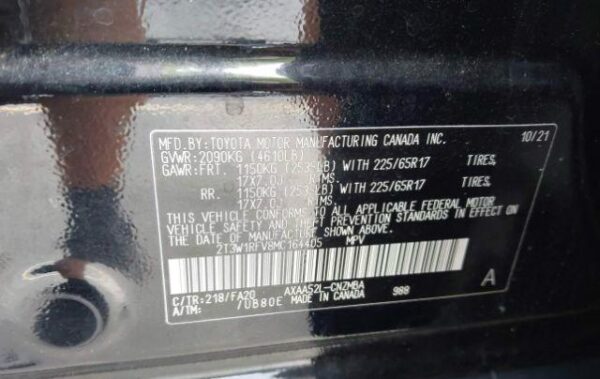 MFD. BY: TOYOTA MOTOR MANUFACTURING CANADA INC. 10/21
GVWR: 2090KG (4610LB)
GAWR: FRT. 1150KG (2535LB) WITH 225/65R17 TIRES,
17X7.0J RIMS,
RR. 1150KG (2535LB) WITH 225/65R17 TIRES,
17X7.0J RIMS,
THIS VEHICLE CONFORMS TO ALL APPLICABLE FEDERAL MOTOR
VEHICLE SAFETY AND THEFT PREVENTION STANDARDS IN EFFECT ON
THE DATE OF MANUFACTURE SHOWN ABOVE.
2T3W1RFV8MC164405 MPV
C/TR: 218/FA20 AXAA52L-CNZMBA 988 A
A/TM: /UB80E MADE IN CANADA